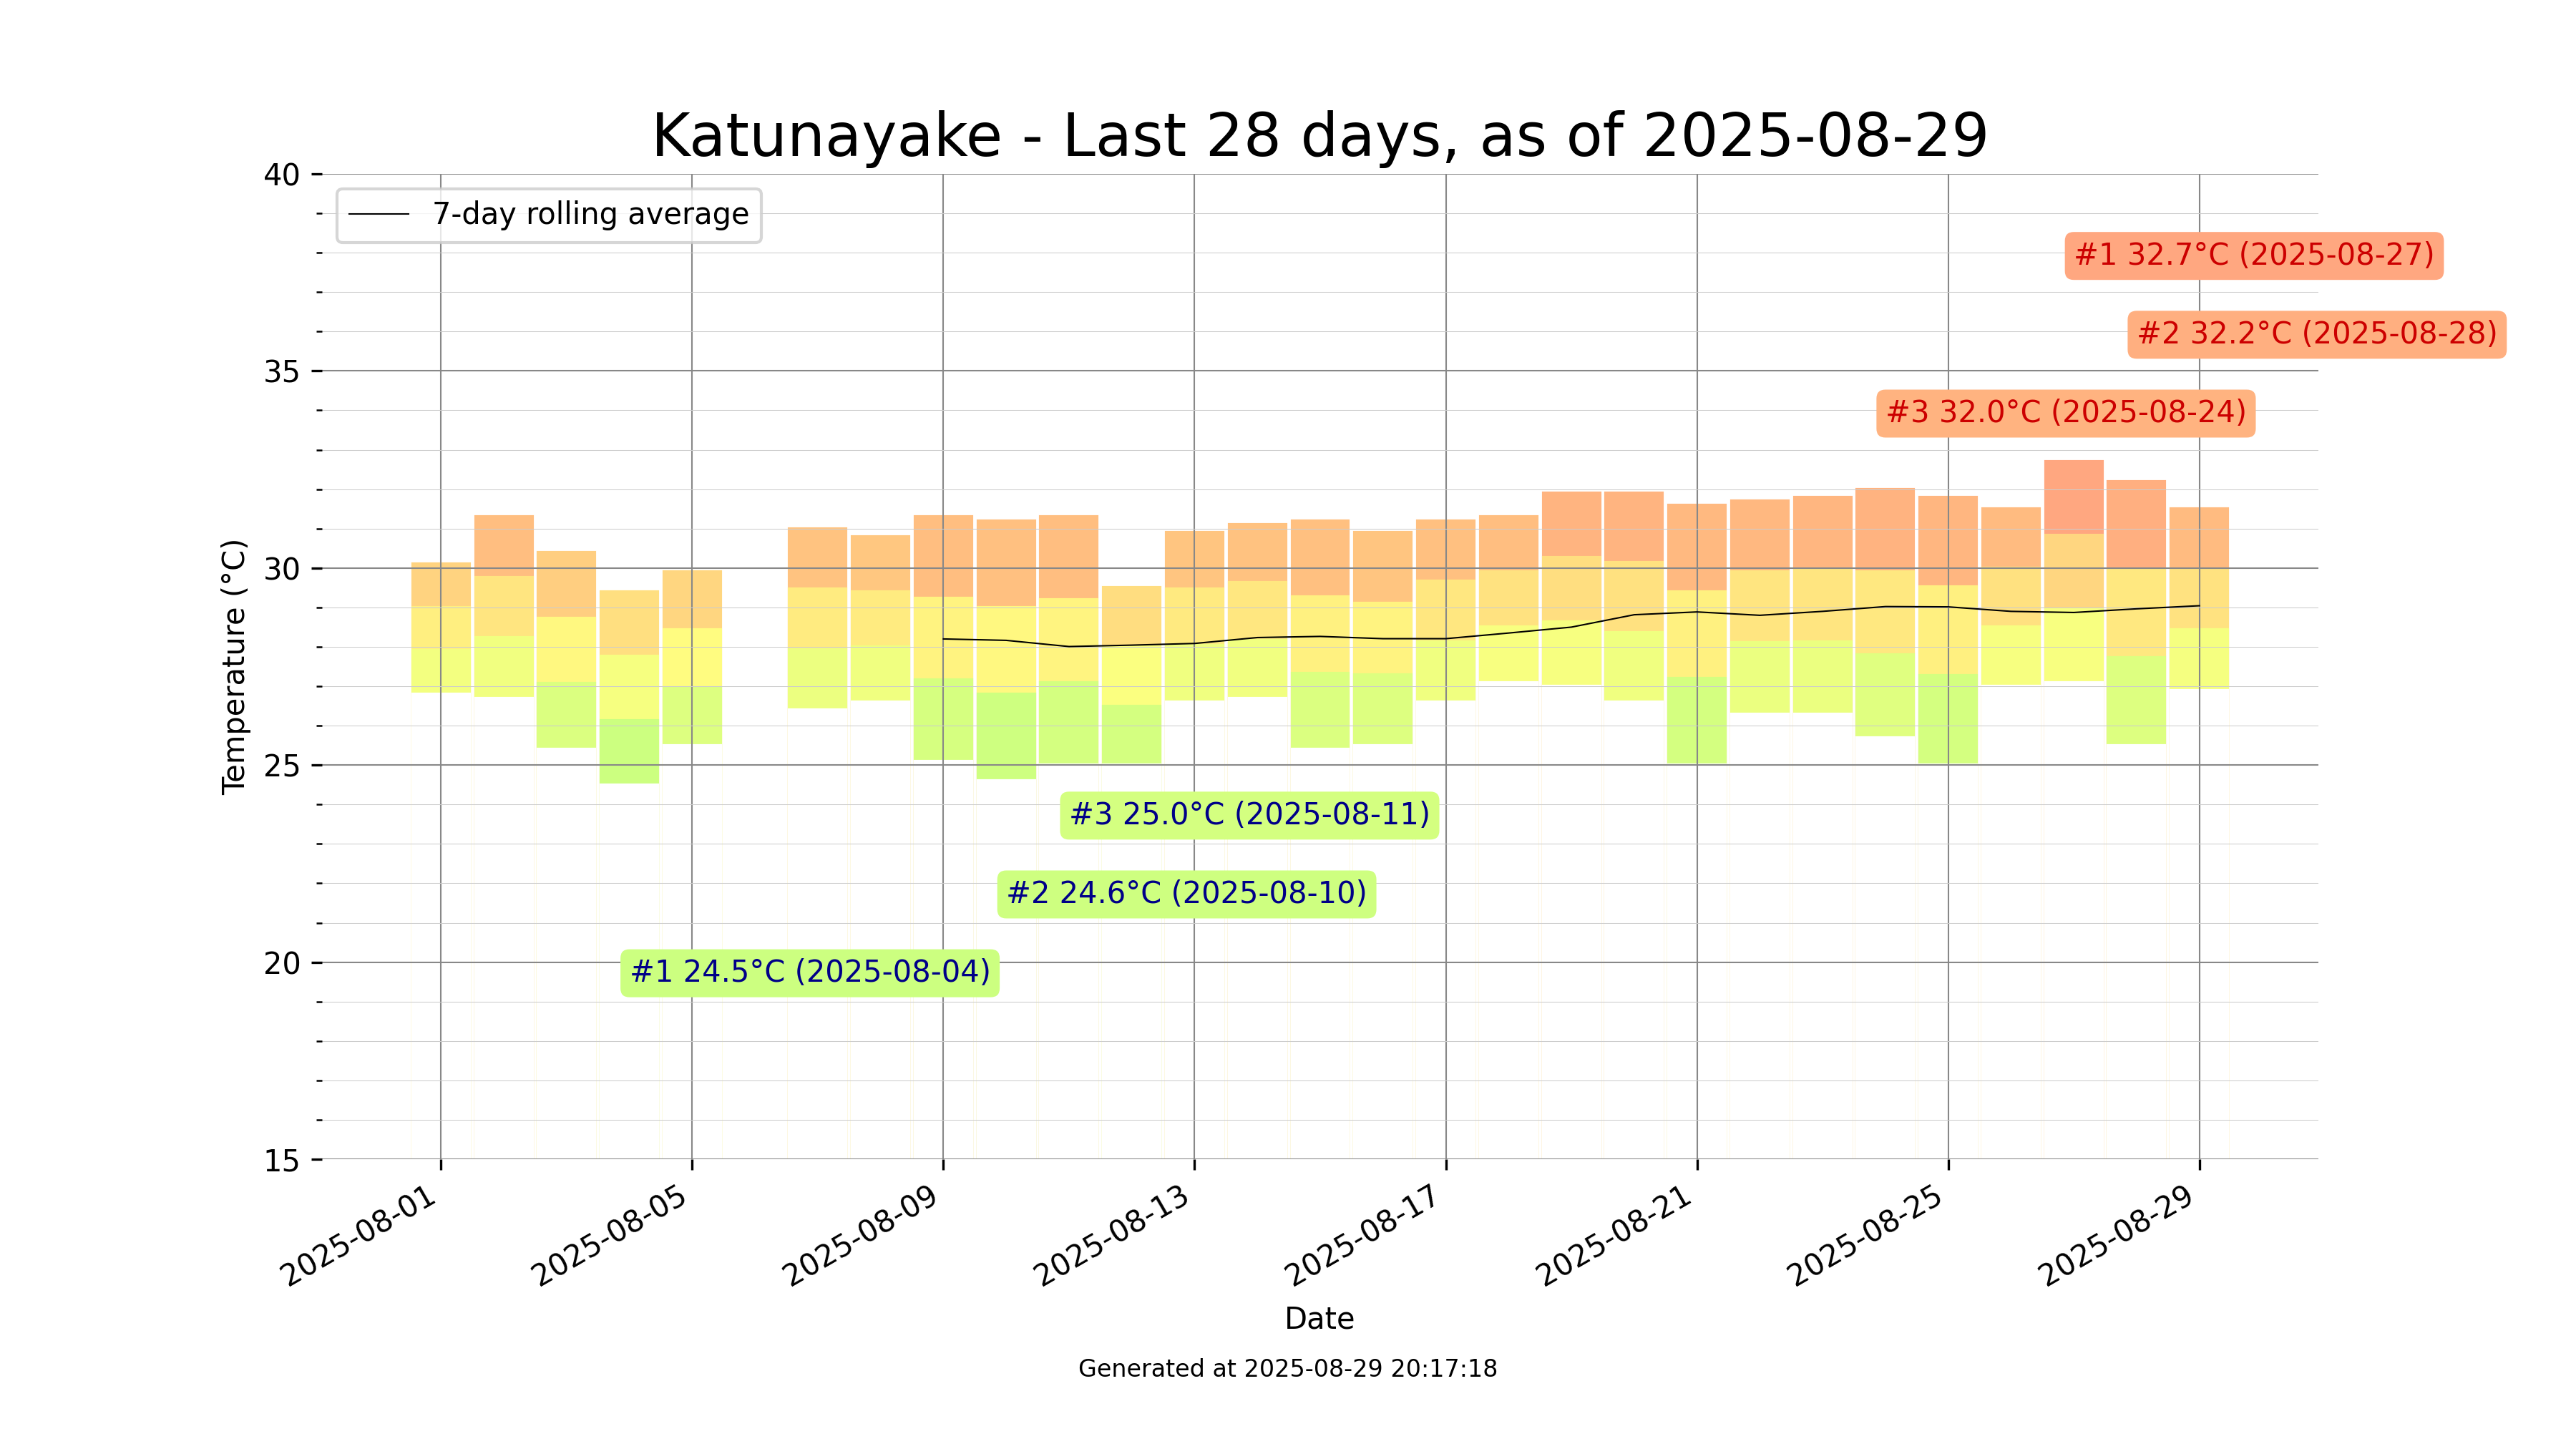 Katunayake - Last 28 days, as of 2025-08-29
7-day rolling average
#1 32.7°C (2025-08-27)
#2 32.2°C (2025-08-28)
#3 32.0°C (2025-08-24)
#3 25.0°C (2025-08-11)
#2 24.6°C (2025-08-10)
#1 24.5°C (2025-08-04)
Temperature (°C)
40
35
30
25
20
15
2025-08-01
2025-08-05
2025-08-09
2025-08-13
2025-08-17
2025-08-21
2025-08-25
2025-08-29
Date
Generated at 2025-08-29 20:17:18